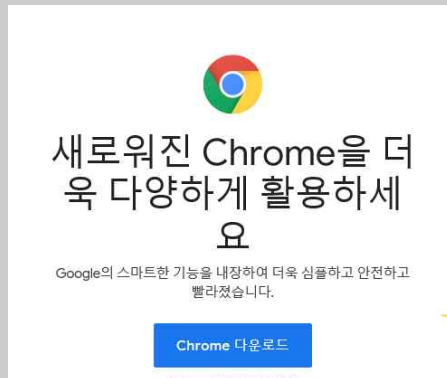 새로워진 Chrome을 더
욱 다양하게 활용하세
요
Google의 스마트한 기능을 내장하여 더욱 심플하고 안전하고
빨라졌습니다.
Chrome 다운로드